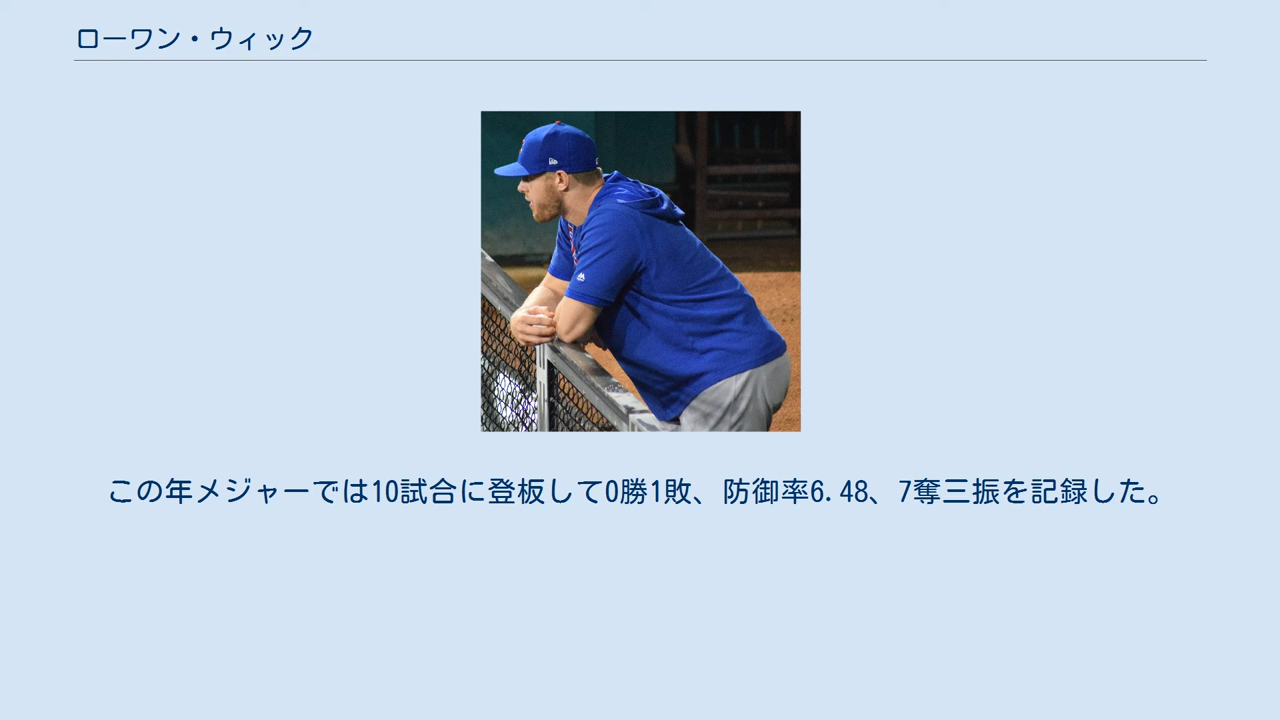 ローワン・ウィック
この年メジャーでは10試合に登板して0勝1敗、防御率6.48、7奪三振を記録した。